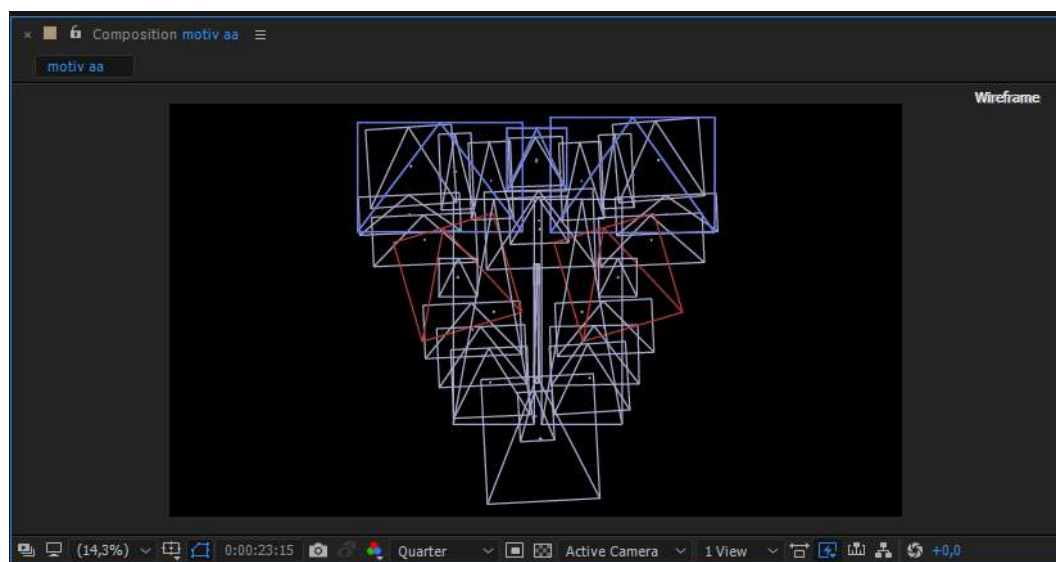 × Composition motiv aa ≡
motiv aa
Wireframe
(14,3%) 0:00:23:15 Quarter Active Camera 1 View +0,0